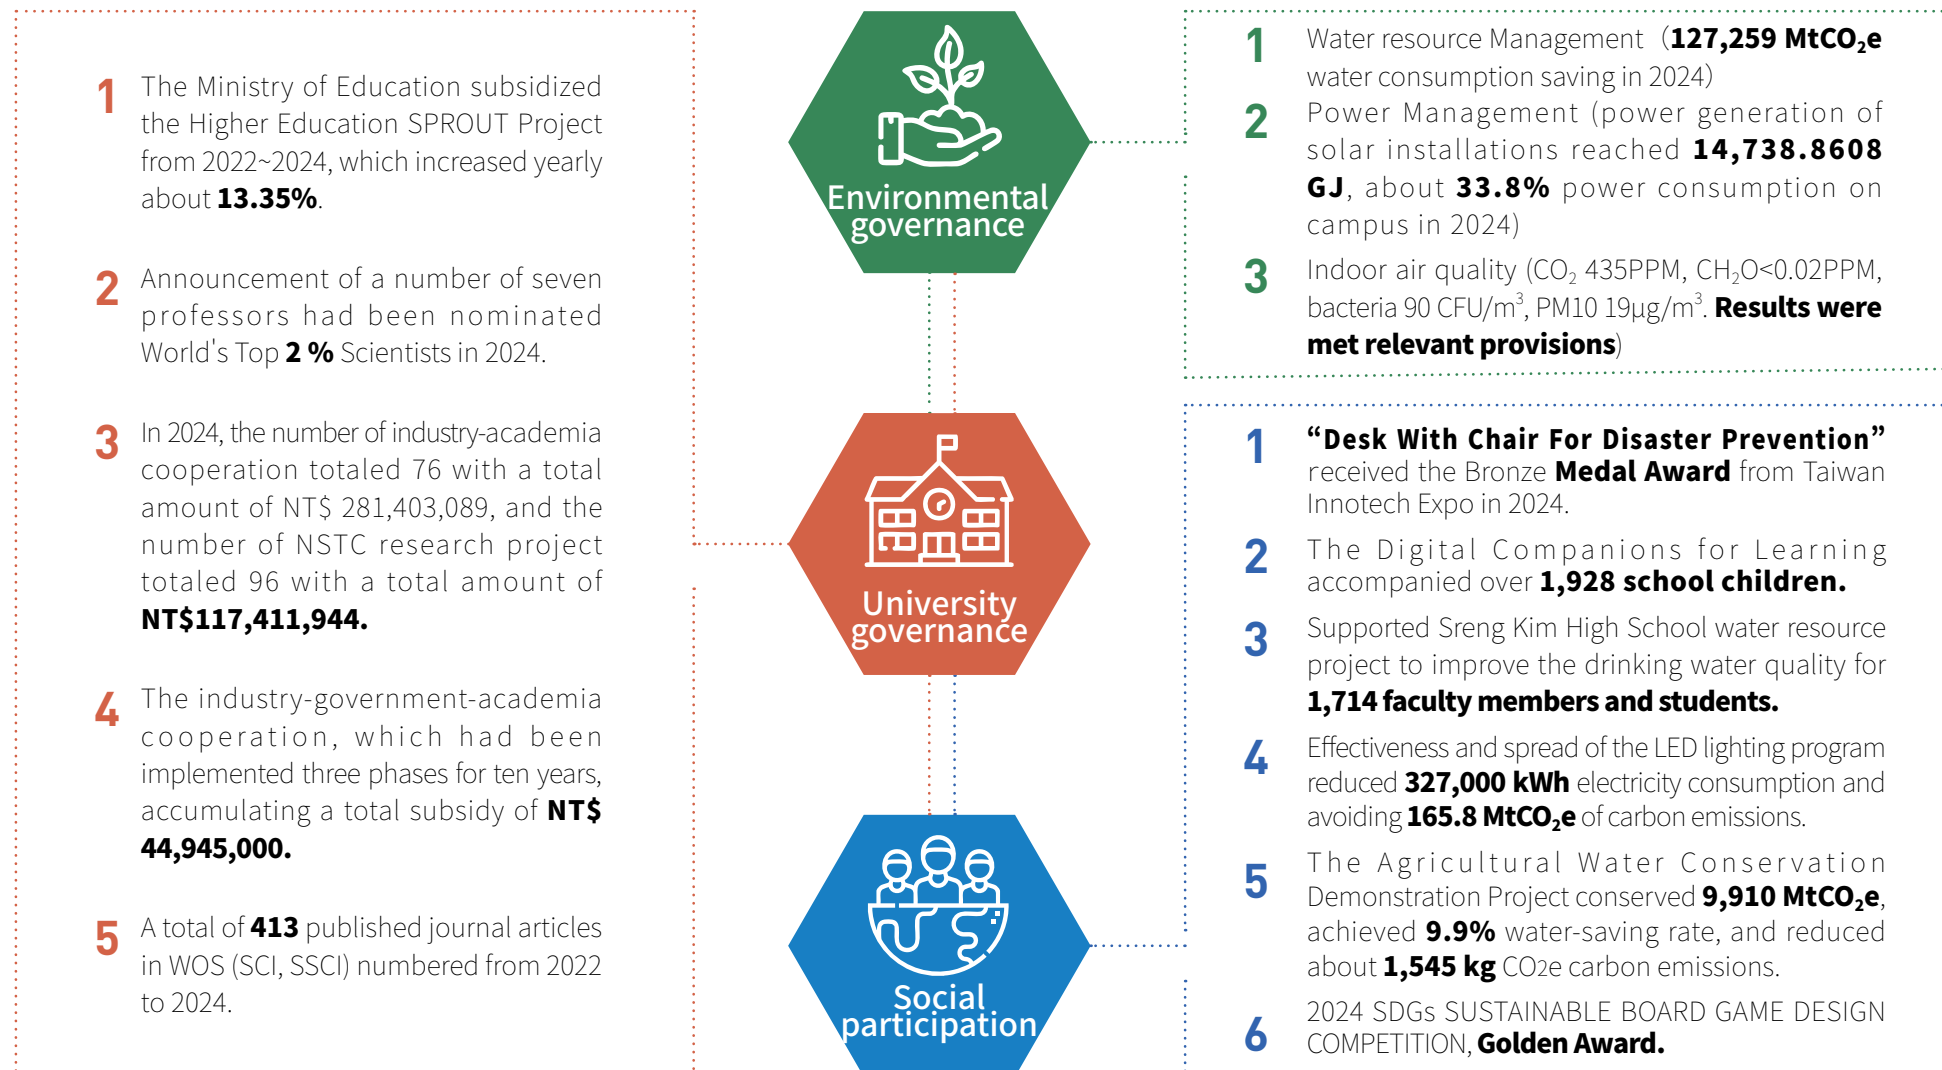 1
The Ministry of Education subsidized
the Higher Education SPROUT Project
from 2022~2024, which increased yearly
about 13.35%.
2
Announcement of a number of seven
professors had been nominated
World's Top 2 % Scientists in 2024.
3
In 2024, the number of industry-academia
cooperation totaled 76 with a total
amount of NT$ 281,403,089, and the
number of NSTC research project
totaled 96 with a total amount of
NT$117,411,944.
4
The industry-government-academia
cooperation, which had been
implemented three phases for ten years,
accumulating a total subsidy of NT$
44,945,000.
5
A total of 413 published journal articles
in WOS (SCI, SSCI) numbered from 2022
to 2024.
Environmental
governance
University
governance
Social
participation
1
Water resource Management（127,259 MtCO₂e
water consumption saving in 2024）
2
Power Management (power generation of
solar installations reached 14,738.8608
GJ, about 33.8% power consumption on
campus in 2024)
3
Indoor air quality (CO₂ 435PPM, CH₂O<0.02PPM,
bacteria 90 CFU/m³, PM10 19μg/m³. Results were
met relevant provisions)
1
“Desk With Chair For Disaster Prevention”
received the Bronze Medal Award from Taiwan
Innotech Expo in 2024.
2
The Digital Companions for Learning
accompanied over 1,928 school children.
3
Supported Sreng Kim High School water resource
project to improve the drinking water quality for
1,714 faculty members and students.
4
Effectiveness and spread of the LED lighting program
reduced 327,000 kWh electricity consumption and
avoiding 165.8 MtCO₂e of carbon emissions.
5
The Agricultural Water Conservation
Demonstration Project conserved 9,910 MtCO₂e,
achieved 9.9% water-saving rate, and reduced
about 1,545 kg CO2e carbon emissions.
6
2024 SDGs SUSTAINABLE BOARD GAME DESIGN
COMPETITION, Golden Award.